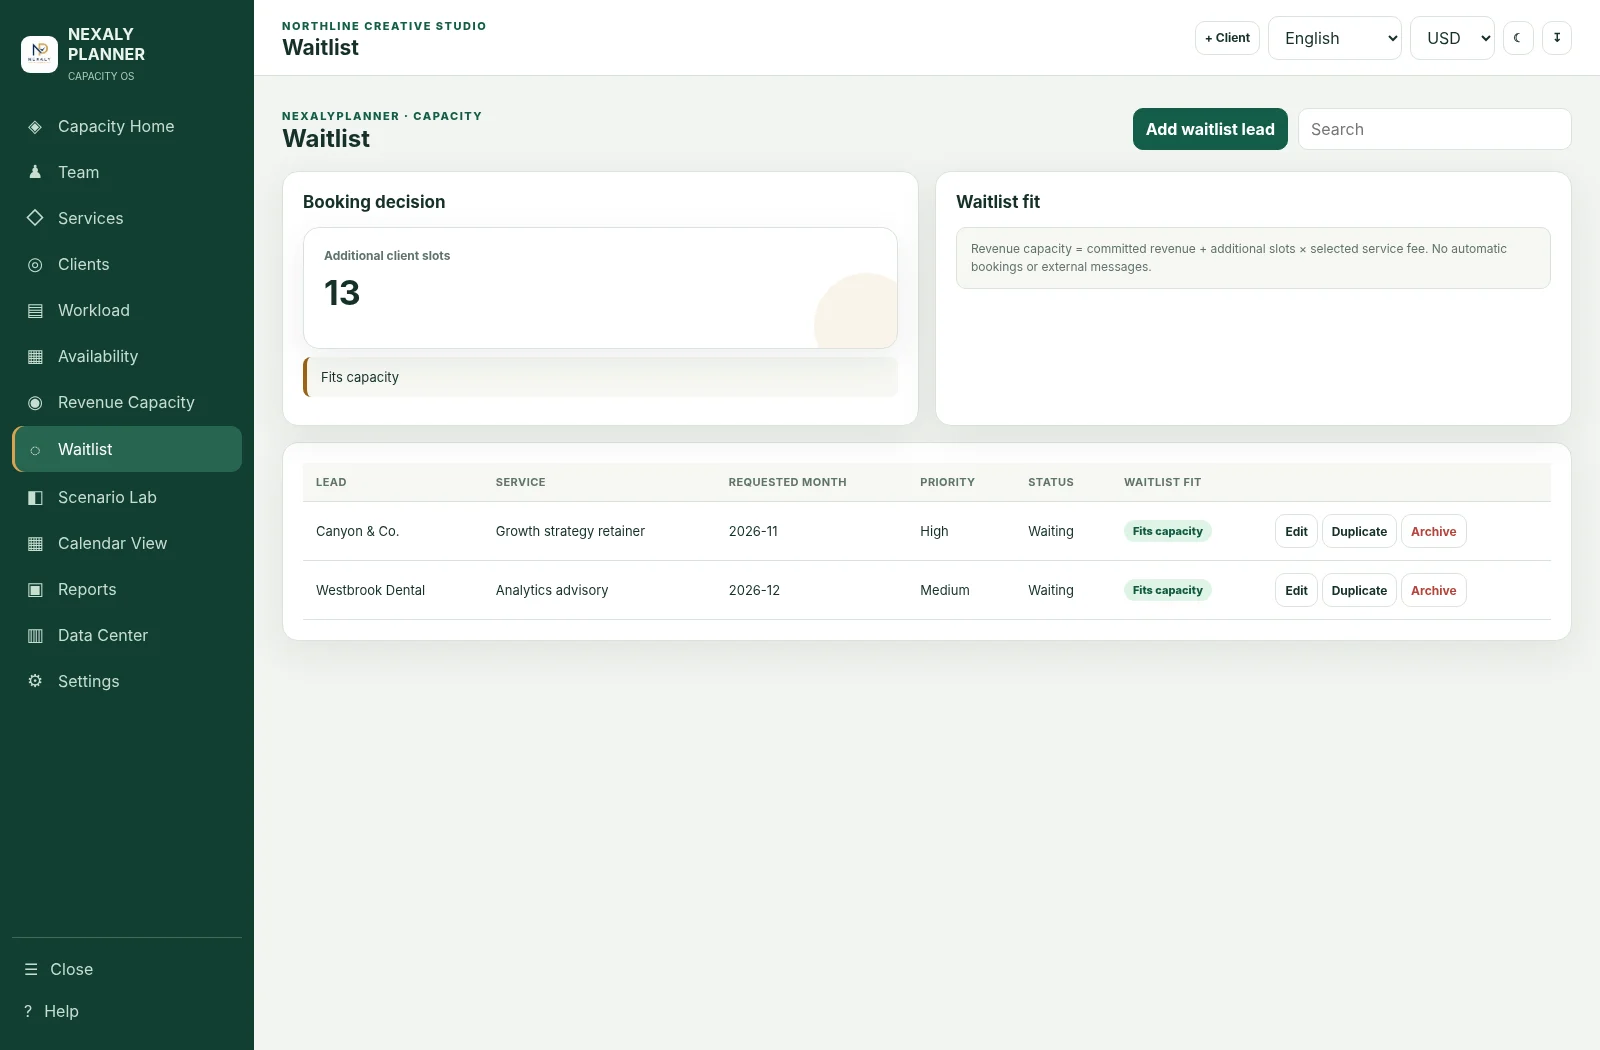 NEXALY
PLANNER
CAPACITY OS
Capacity Home
Team
Services
Clients
Workload
Availability
Revenue Capacity
Waitlist
Scenario Lab
Calendar View
Reports
Data Center
Settings
Close
? Help
NORTHLINE CREATIVE STUDIO
Waitlist
+ Client
English
USD
NEXALYPLANNER · CAPACITY
Waitlist
Add waitlist lead
Search
Booking decision
Additional client slots
13
Fits capacity
Waitlist fit
Revenue capacity = committed revenue + additional slots × selected service fee. No automatic
bookings or external messages.
LEAD SERVICE REQUESTED MONTH PRIORITY STATUS WAITLIST FIT
Canyon & Co. Growth strategy retainer 2026-11 High Waiting Fits capacity Edit Duplicate Archive
Westbrook Dental Analytics advisory 2026-12 Medium Waiting Fits capacity Edit Duplicate Archive